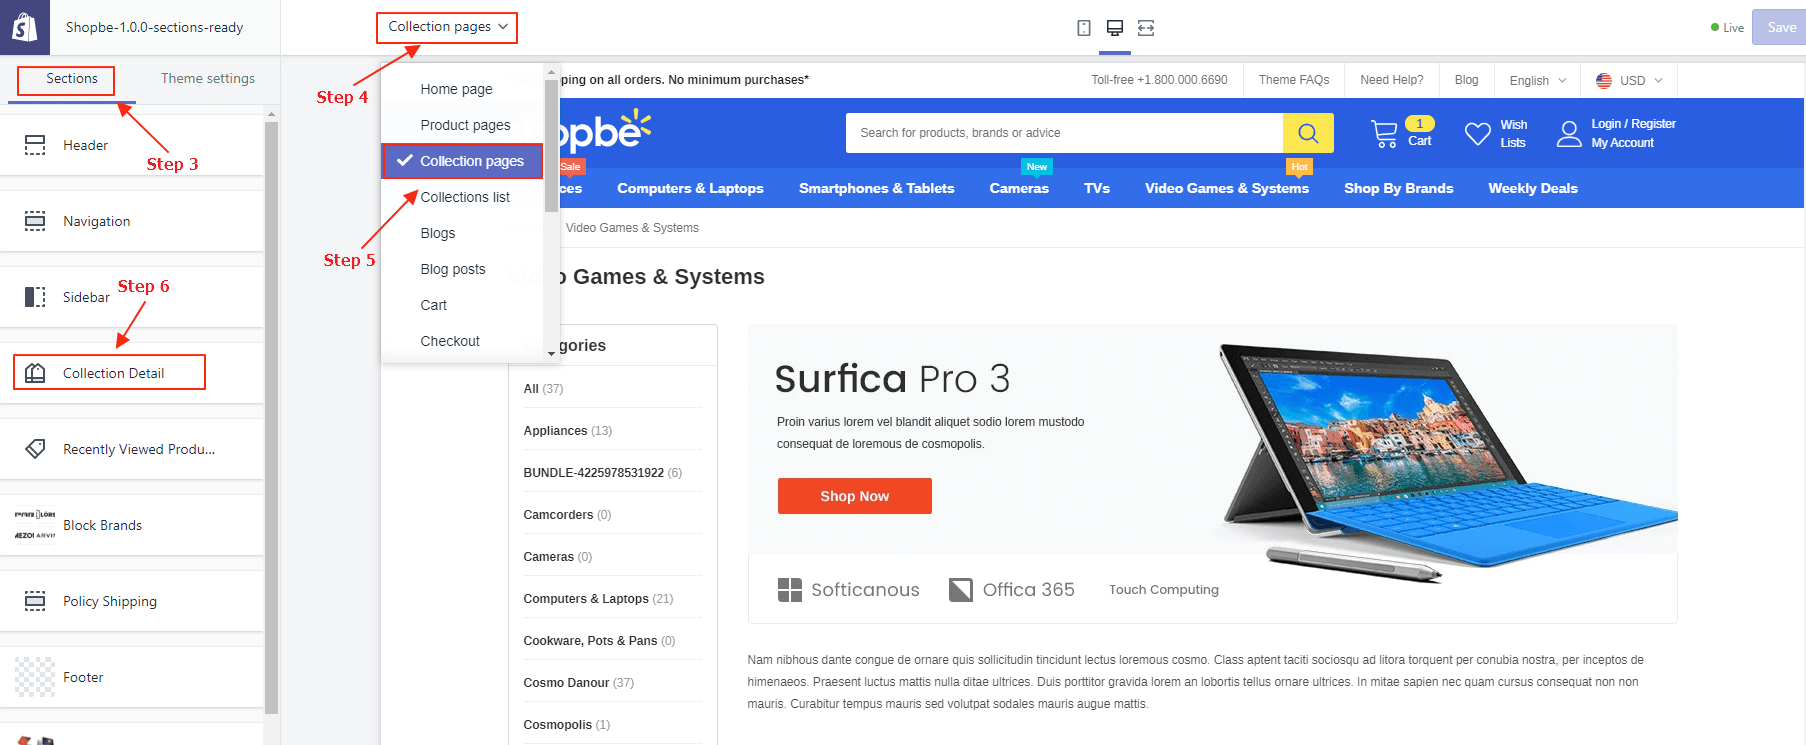 Shopbe-1.0.0-sections-ready
Collection pages
Live
Save
Sections
Theme settings
Step 3
Step 4
Step 5
Step 6
Header
Navigation
Sidebar
Collection Detail
Recently Viewed Produ...
Block Brands
Policy Shipping
Footer
Home page
Product pages
Collection pages
Collections list
Blogs
Blog posts
Cart
Checkout
pping on all orders. No minimum purchases*
Toll-free +1.800.000.6690
Theme FAQs
Need Help?
Blog
English
USD
opbe
Search for products, brands or advice
1
Cart
Wish
Lists
Login / Register
My Account
Sale
New
Hot
ces
Computers & Laptops
Smartphones & Tablets
Cameras
TVs
Video Games & Systems
Shop By Brands
Weekly Deals
Video Games & Systems
Video Games & Systems
gories
All (37)
Appliances (13)
BUNDLE-4225978531922 (6)
Camcorders (0)
Cameras (0)
Computers & Laptops (21)
Cookware, Pots & Pans (0)
Cosmo Danour (37)
Cosmopolis (1)
Surfica Pro 3
Proin varius lorem vel blandit aliquet sodio lorem mustodo
consequat de loremous de cosmopolis.
Shop Now
Softicanous
Offica 365
Touch Computing
Nam nibhous dante congue de ornare quis sollicitudin tincidunt lectus loremous cosmo. Class aptent taciti sociosqu ad litora torquent per conubia nostra, per inceptos de
himenaeos. Praesent luctus mattis nulla ditae ultrices. Duis porttitor gravida lorem an lobortis tellus ornare ultrices. In mitae sapien nec quam cursus consequat non non
mauris. Curabitur tempus mauris sed volutpat sodales mauris augue mattis.